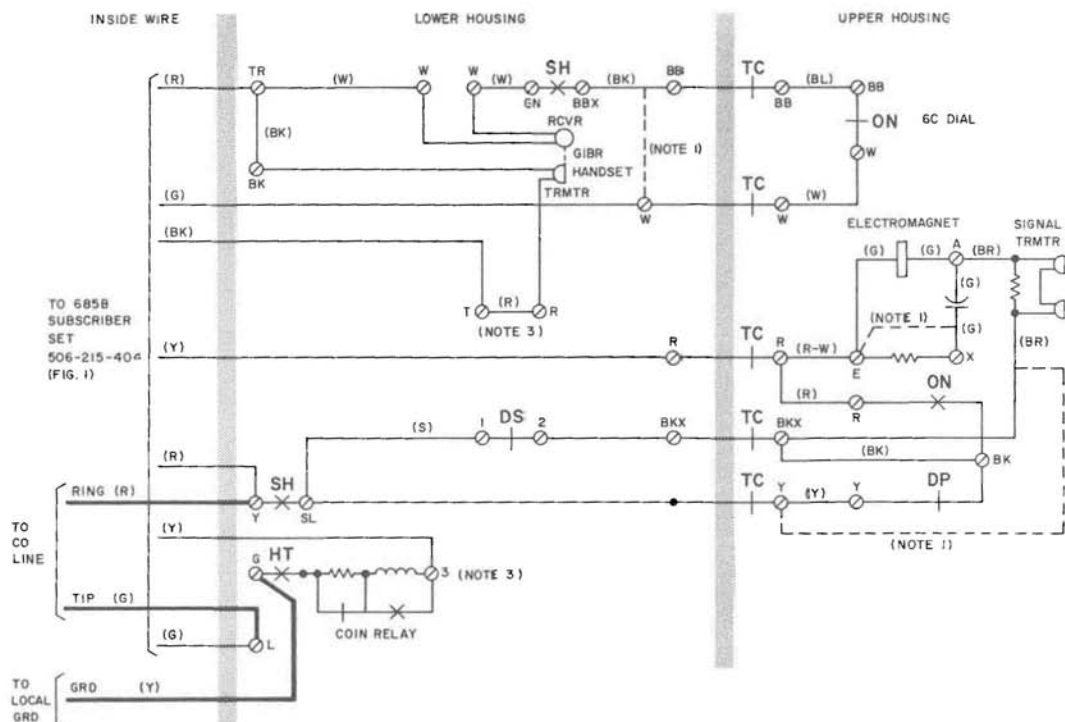 INSIDE WIRE
LOWER HOUSING
UPPER HOUSING
(R)
TR
(W)
W
W
(W)
SH
(BK)
BB
TC
(BL)
BB
GN
BBX
BB
ON
6C DIAL
(BK)
RCVR
(NOTE 1)
W
GIBR
BK
HANDSET
TRMTR
(G)
TC
(W)
W
W
(BK)
ELECTROMAGNET
SIGNAL
TRMTR
(G)
(G)
A
(BR)
(G)
TO 685B
SUBSCRIBER
SET
506-215-404
(FIG. 1)
T
(R)
R
(NOTE 3)
(NOTE 1)
(G)
(Y)
R
TC
R
(R-W)
E
X
(BR)
(R)
R
ON
(S)
1
DS
2
BKX
TC
BKX
(BK)
BK
(R)
RING (R)
Y
SH
SL
TC
Y
(Y)
Y
DP
TO
CO
LINE
(Y)
(NOTE 1)
G
HT
3
(NOTE 3)
TIP (G)
COIN RELAY
(G)
L
TO
LOCAL
GRD
GRD (Y)